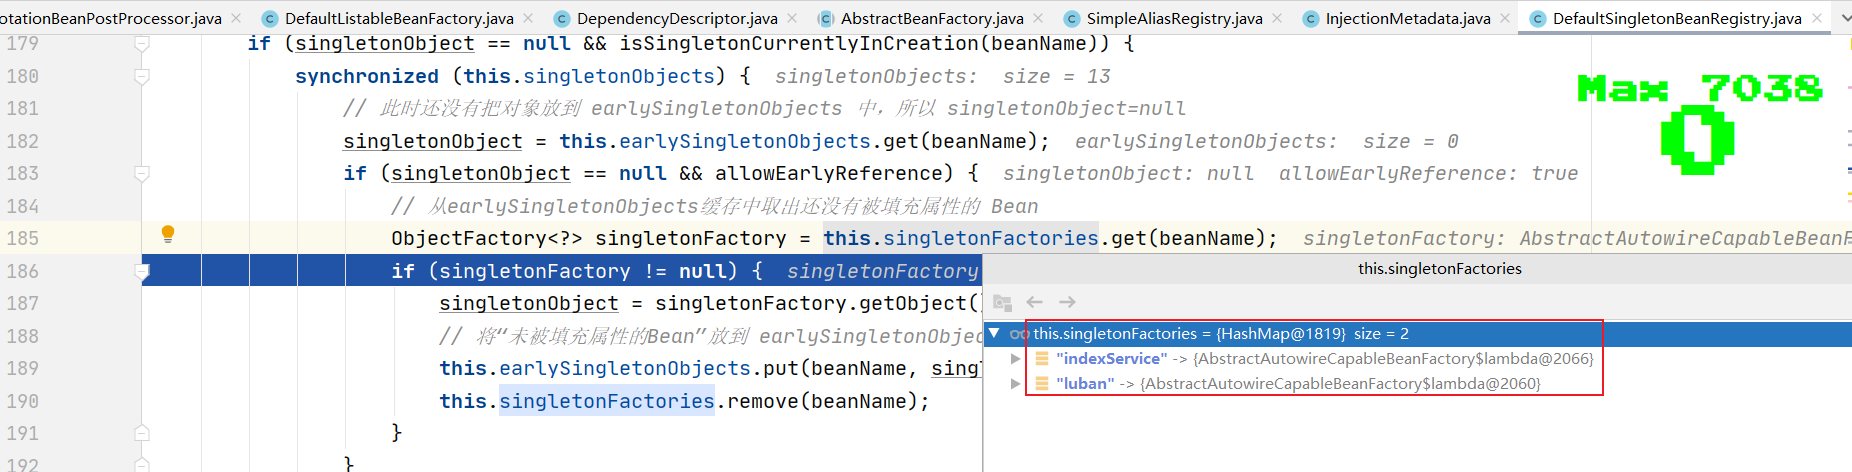 otationBeanPostProcessor.java DefaultListableBeanFactory.java DependencyDescriptor.java AbstractBeanFactory.java SimpleAliasRegistry.java InjectionMetadata.java DefaultSingletonBeanRegistry.java
179 if (singletonObject == null && isSingletonCurrentlyInCreation(beanName)) {
180 synchronized (this.singletonObjects) { singletonObjects: size = 13
Max 7038
0
181 // 此时还没有把对象放到 earlySingletonObjects 中，所以 singletonObject=null
182 singletonObject = this.earlySingletonObjects.get(beanName); earlySingletonObjects: size = 0
183 if (singletonObject == null && allowEarlyReference) { singletonObject: null allowEarlyReference: true
184 // 从earlySingletonObjects缓存中取出还没有被填充属性的 Bean
185 ObjectFactory<?> singletonFactory = this.singletonFactories.get(beanName); singletonFactory: AbstractAutowireCapableBeanF
186 if (singletonFactory != null) { singletonFactory
187 singletonObject = singletonFactory.getObject()
188 // 将“未被填充属性的Bean”放到 earlySingletonObjec
189 this.earlySingletonObjects.put(beanName, sing
190 this.singletonFactories.remove(beanName);
191 }
192 }
this.singletonFactories
this.singletonFactories = {HashMap@1819} size = 2
"indexService" -> {AbstractAutowireCapableBeanFactory$lambda@2066}
"luban" -> {AbstractAutowireCapableBeanFactory$lambda@2060}